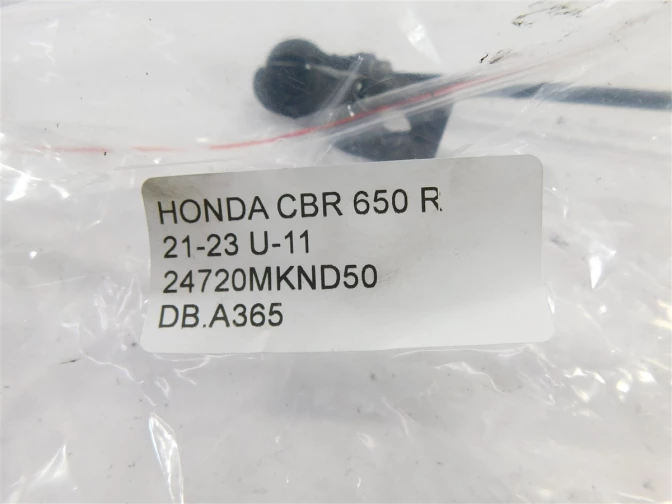 HONDA CBR 650 R
21-23 U-11
24720MKND50
DB.A365